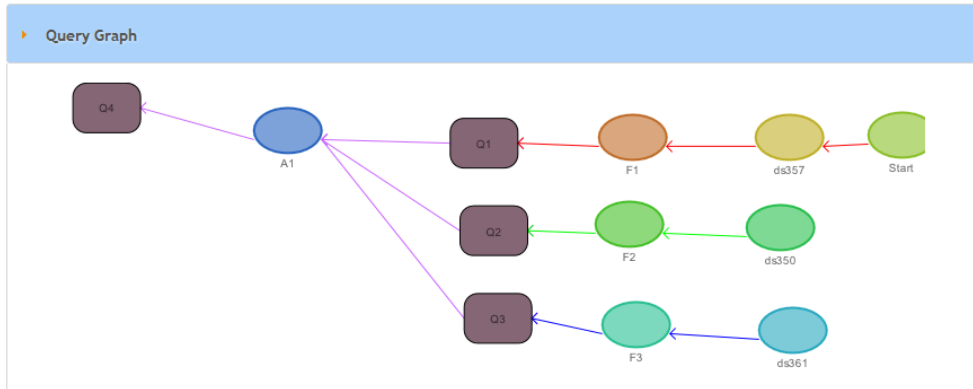 Query Graph
Q4
A1
Q1
F1
ds357
Start
Q2
F2
ds350
Q3
F3
ds361